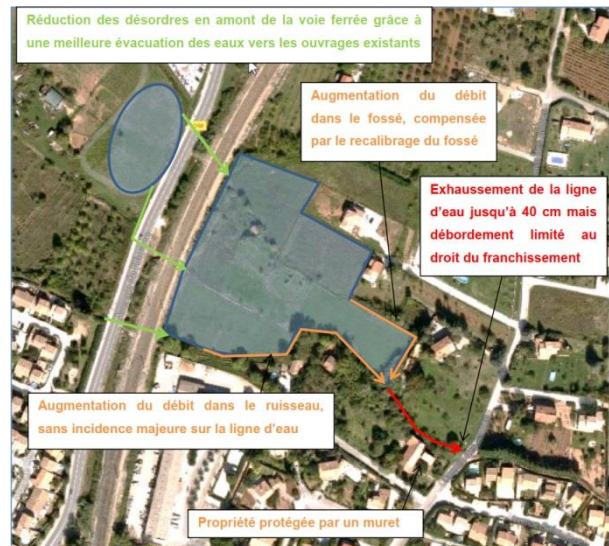 Réduction des désordres en amont de la voie ferrée grâce à
une meilleure évacuation des eaux vers les ouvrages existants
Augmentation du débit
dans le fossé, compensée
par le recalibrage du fossé
Exhaussement de la ligne
d'eau jusqu'à 40 cm mais
débordement limité au
droit du franchissement
Augmentation du débit dans le ruisseau,
sans incidence majeure sur la ligne d'eau
Propriété protégée par un muret